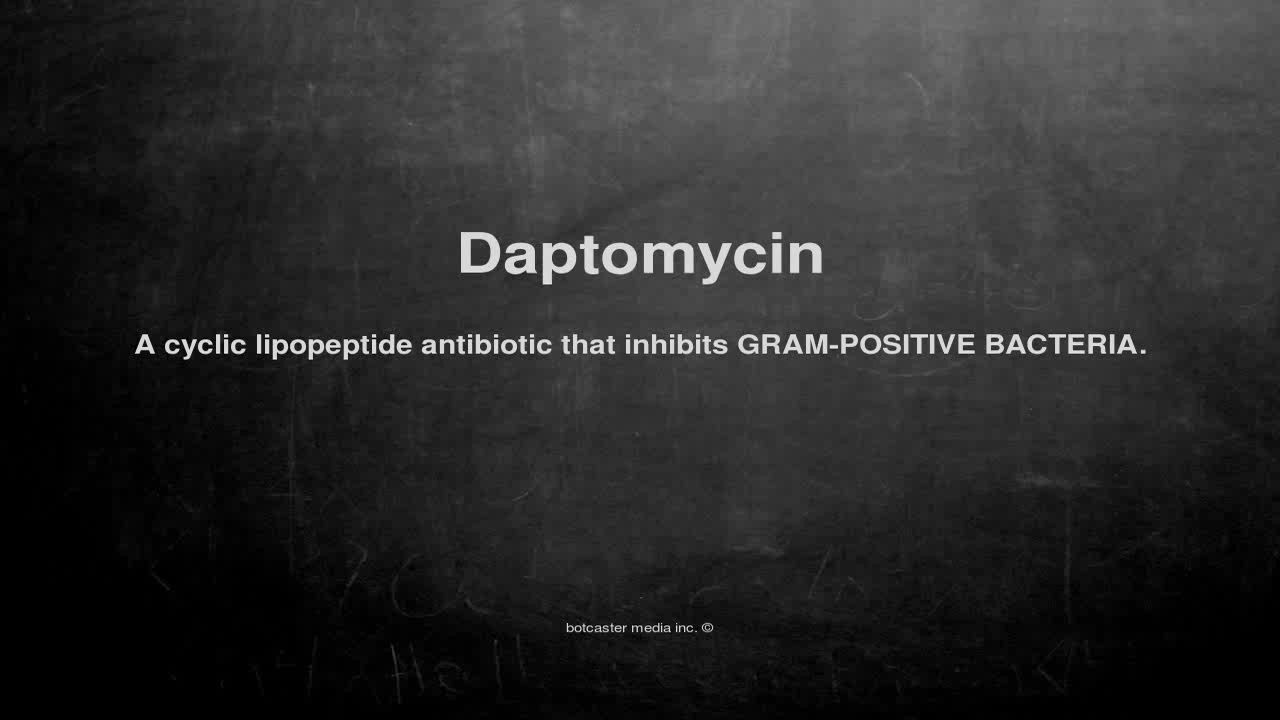 Daptomycin
A cyclic lipopeptide antibiotic that inhibits GRAM-POSITIVE BACTERIA.
botcaster media inc. ©